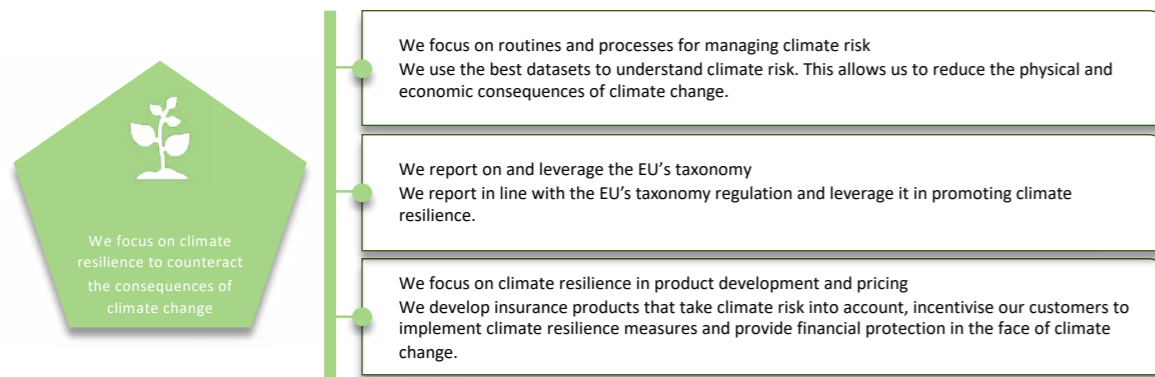 We focus on climate
resilience to counteract
the consequences of
climate change
We focus on routines and processes for managing climate risk
We use the best datasets to understand climate risk. This allows us to reduce the physical and
economic consequences of climate change.
We report on and leverage the EU’s taxonomy
We report in line with the EU’s taxonomy regulation and leverage it in promoting climate
resilience.
We focus on climate resilience in product development and pricing
We develop insurance products that take climate risk into account, incentivise our customers to
implement climate resilience measures and provide financial protection in the face of climate
change.